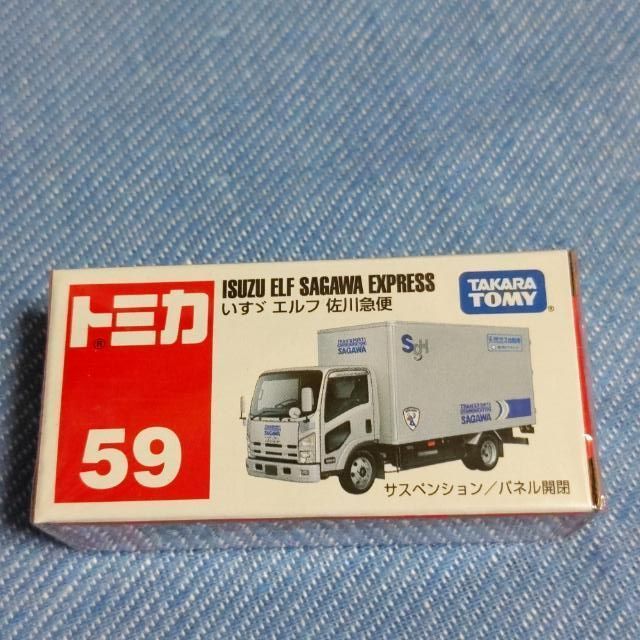 トミカ
®
59
ISUZU ELF SAGAWA EXPRESS
いすゞ エルフ 佐川急便
TAKARA
TOMY
®
SAGAWA
SgH
SAGAWA
サスペンション/パネル開閉